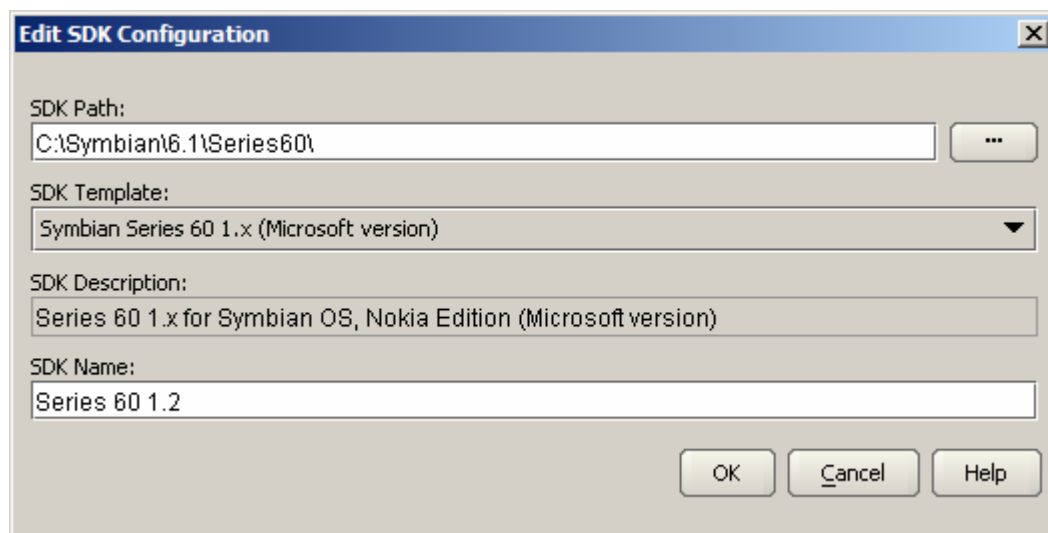 Edit SDK Configuration
SDK Path:
C:\Symbian\6.1\Series60\
...
SDK Template:
Symbian Series 60 1.x (Microsoft version)
SDK Description:
Series 60 1.x for Symbian OS, Nokia Edition (Microsoft version)
SDK Name:
Series 60 1.2
OK Cancel Help